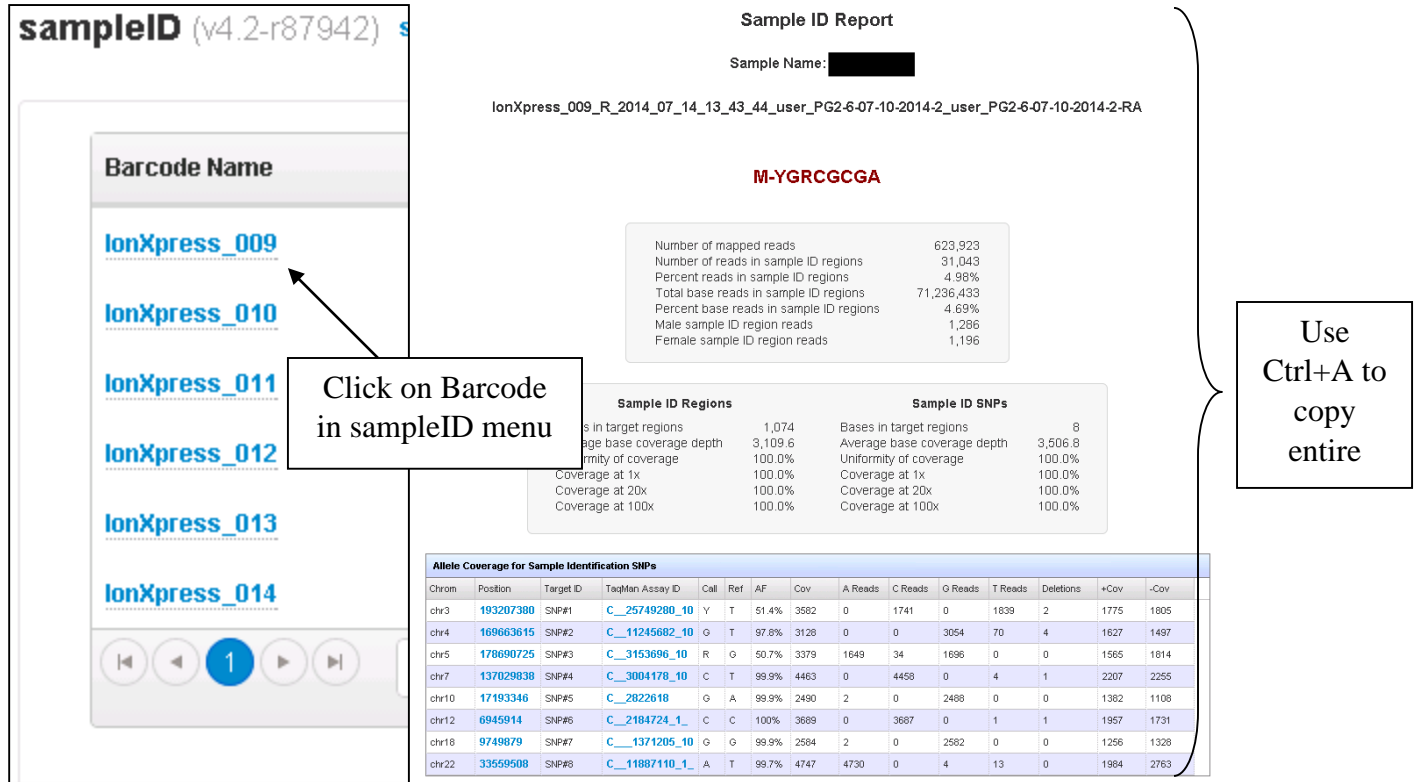 sampleID (v4.2-r87942) s
Barcode Name
IonXpress_009
IonXpress_010
IonXpress_011
IonXpress_012
IonXpress_013
IonXpress_014
1
Click on Barcode
in sampleID menu
Sample ID Report
Sample Name:
IonXpress_009_R_2014_07_14_13_43_44_user_PG2-6-07-10-2014-2_user_PG2-6-07-10-2014-2-RA
M-YGRCGCGA
Number of mapped reads 623,923
Number of reads in sample ID regions 31,043
Percent reads in sample ID regions 4.98%
Total base reads in sample ID regions 71,236,433
Percent base reads in sample ID regions 4.69%
Male sample ID region reads 1,286
Female sample ID region reads 1,196
Sample ID Regions
s in target regions 1,074
age base coverage depth 3,109.6
rmity of coverage 100.0%
Coverage at 1x 100.0%
Coverage at 20x 100.0%
Coverage at 100x 100.0%
Sample ID SNPs
Bases in target regions 8
Average base coverage depth 3,506.8
Uniformity of coverage 100.0%
Coverage at 1x 100.0%
Coverage at 20x 100.0%
Coverage at 100x 100.0%
Allele Coverage for Sample Identification SNPs
Chrom Position Target ID TaqMan Assay ID Call Ref AF Cov A Reads C Reads G Reads T Reads Deletions +Cov -Cov
chr3 193207380 SNP#1 C__25749280_10 Y T 51.4% 3582 0 1741 0 1839 2 1775 1805
chr4 169663615 SNP#2 C__11245682_10 G T 97.8% 3128 0 0 3054 70 4 1627 1497
chr5 178690725 SNP#3 C__3153696_10 R G 50.7% 3379 1649 34 1696 0 0 1565 1814
chr7 137029838 SNP#4 C__3004178_10 C T 99.9% 4463 0 4458 0 4 1 2207 2255
chr10 17193346 SNP#5 C__2822618 G A 99.9% 2490 2 0 2488 0 0 1382 1108
chr12 6945914 SNP#6 C__2184724_1_ C C 100% 3689 0 3687 0 1 1 1957 1731
chr18 9749879 SNP#7 C___1371205_10 G G 99.9% 2584 2 0 2582 0 0 1256 1328
chr22 33559508 SNP#8 C__11887110_1_ A T 99.7% 4747 4730 0 4 13 0 1984 2763
Use
Ctrl+A to
copy
entire